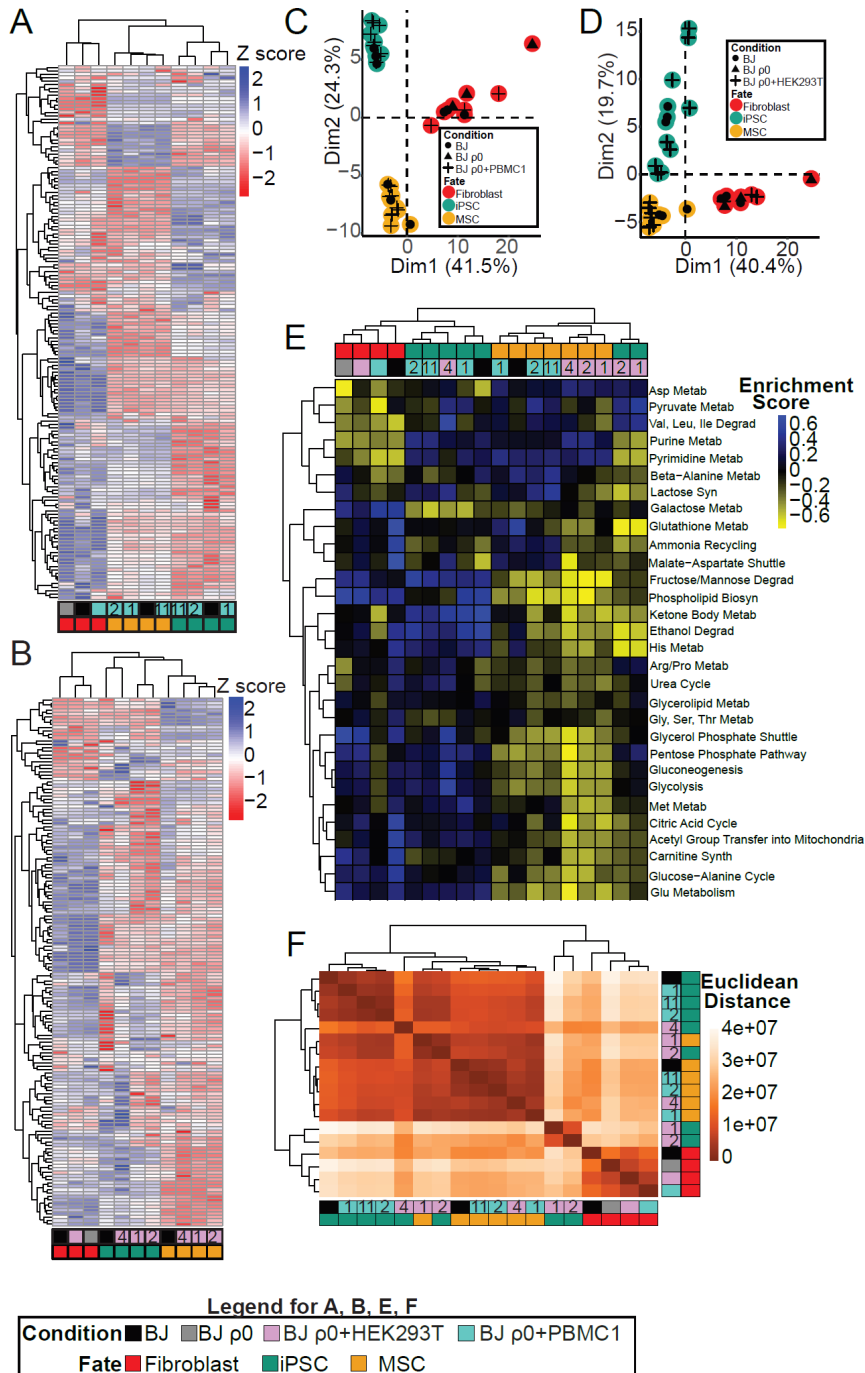 A
Z score
2
1
0
−1
−2
2 1 11 11 2 1
B
Z score
2
1
0
−1
−2
4 1 2 4 1 2
C
Dim2 (24.3%)
5
0
−5
−10
0 10 20
Dim1 (41.5%)
Condition
BJ
BJ ρ0
BJ ρ0+PBMC1
Fate
Fibroblast
iPSC
MSC
D
Dim2 (19.7%)
15
10
5
0
−5
0 10 20
Dim1 (40.4%)
Condition
BJ
BJ ρ0
BJ ρ0+HEK293T
Fate
Fibroblast
iPSC
MSC
E
2 11 4 1 1 2 11 4 2 1 2 1
Asp Metab
Pyruvate Metab
Val, Leu, Ile Degrad
Purine Metab
Pyrimidine Metab
Beta−Alanine Metab
Lactose Syn
Galactose Metab
Glutathione Metab
Ammonia Recycling
Malate−Aspartate Shuttle
Fructose/Mannose Degrad
Phospholipid Biosyn
Ketone Body Metab
Ethanol Degrad
His Metab
Arg/Pro Metab
Urea Cycle
Glycerolipid Metab
Gly, Ser, Thr Metab
Glycerol Phosphate Shuttle
Pentose Phosphate Pathway
Gluconeogenesis
Glycolysis
Met Metab
Citric Acid Cycle
Acetyl Group Transfer into Mitochondria
Carnitine Synth
Glucose−Alanine Cycle
Glu Metabolism
Enrichment
Score
0.6
0.4
0.2
0
−0.2
−0.4
−0.6
F
1
11
2
4
1
2
11
2
4
1
1
2
1 11 2 4 1 2 11 2 4 1 1 2
Euclidean
Distance
4e+07
3e+07
2e+07
1e+07
0
Legend for A, B, E, F
Condition BJ BJ ρ0 BJ ρ0+HEK293T BJ ρ0+PBMC1
Fate Fibroblast iPSC MSC